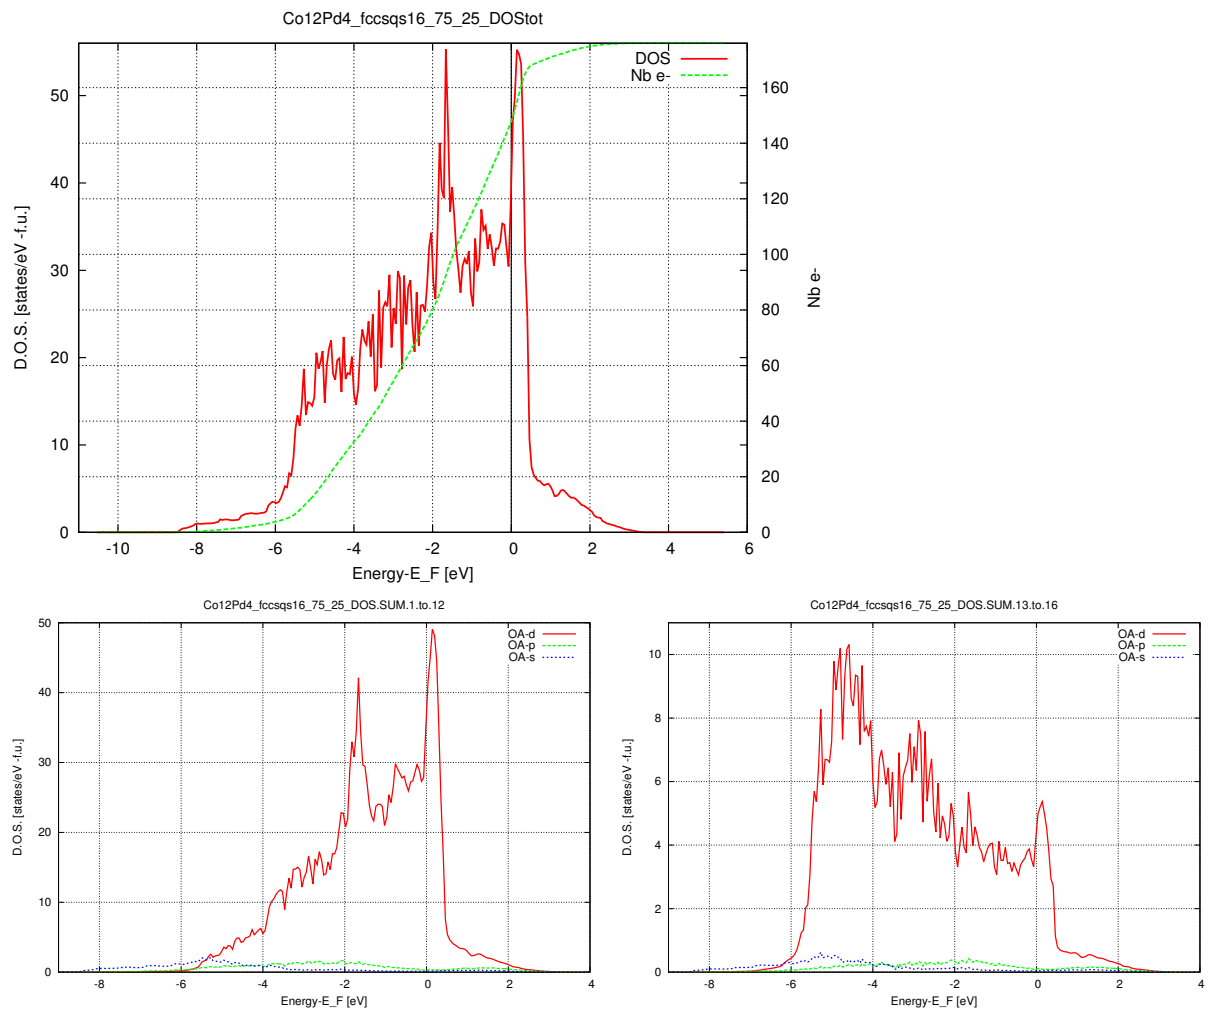 Co12Pd4_fccsqs16_75_25_DOStot
DOS
Nb e-
D.O.S. [states/eV -f.u.]
50
40
30
20
10
0
160
140
120
100
80
60
40
20
0
Nb e-
-10 -8 -6 -4 -2 0 2 4 6
Energy-E_F [eV]
Co12Pd4_fccsqs16_75_25_DOS.SUM.1.to.12
OA-d
OA-p
OA-s
D.O.S. [states/eV -f.u.]
50
40
30
20
10
0
-8 -6 -4 -2 0 2 4
Energy-E_F [eV]
Co12Pd4_fccsqs16_75_25_DOS.SUM.13.to.16
OA-d
OA-p
OA-s
D.O.S. [states/eV -f.u.]
10
8
6
4
2
0
-8 -6 -4 -2 0 2 4
Energy-E_F [eV]